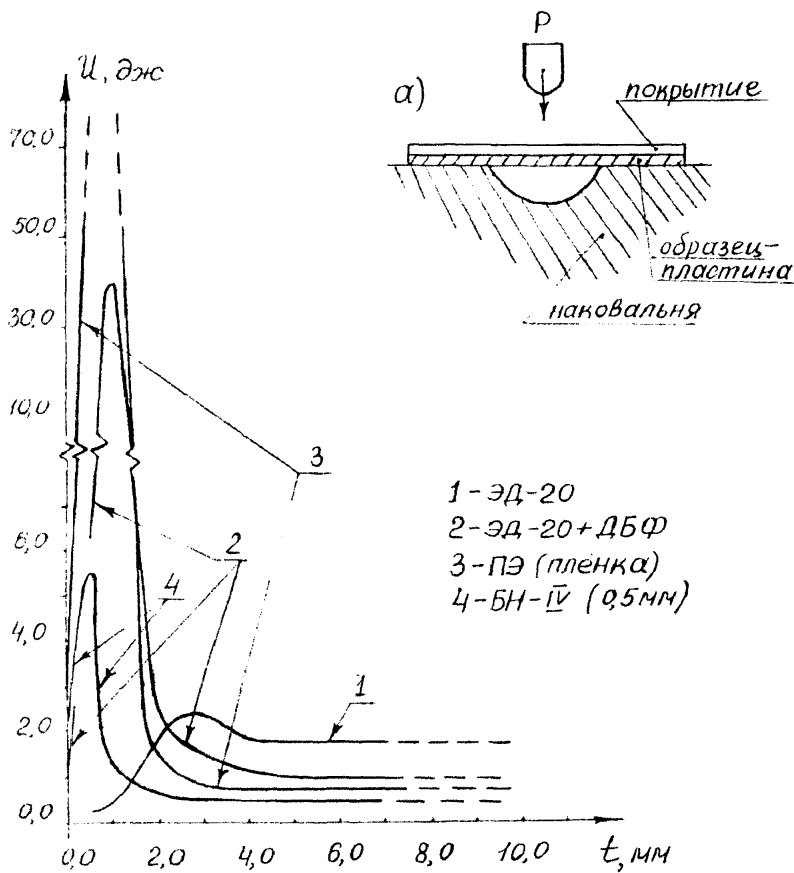 U, дж
70,0
50,0
30,0
10,0
6,0
4,0
2,0
0,0
0,0 2,0 4,0 6,0 8,0 10,0 t, мм
P
а)
покрытие
образец-
пластина
наковальня
3
2
4
1
1-ЭД-20
2-ЭД-20+ДБФ
3-ПЭ (плёнка)
4-БН-IV (0,5мм)